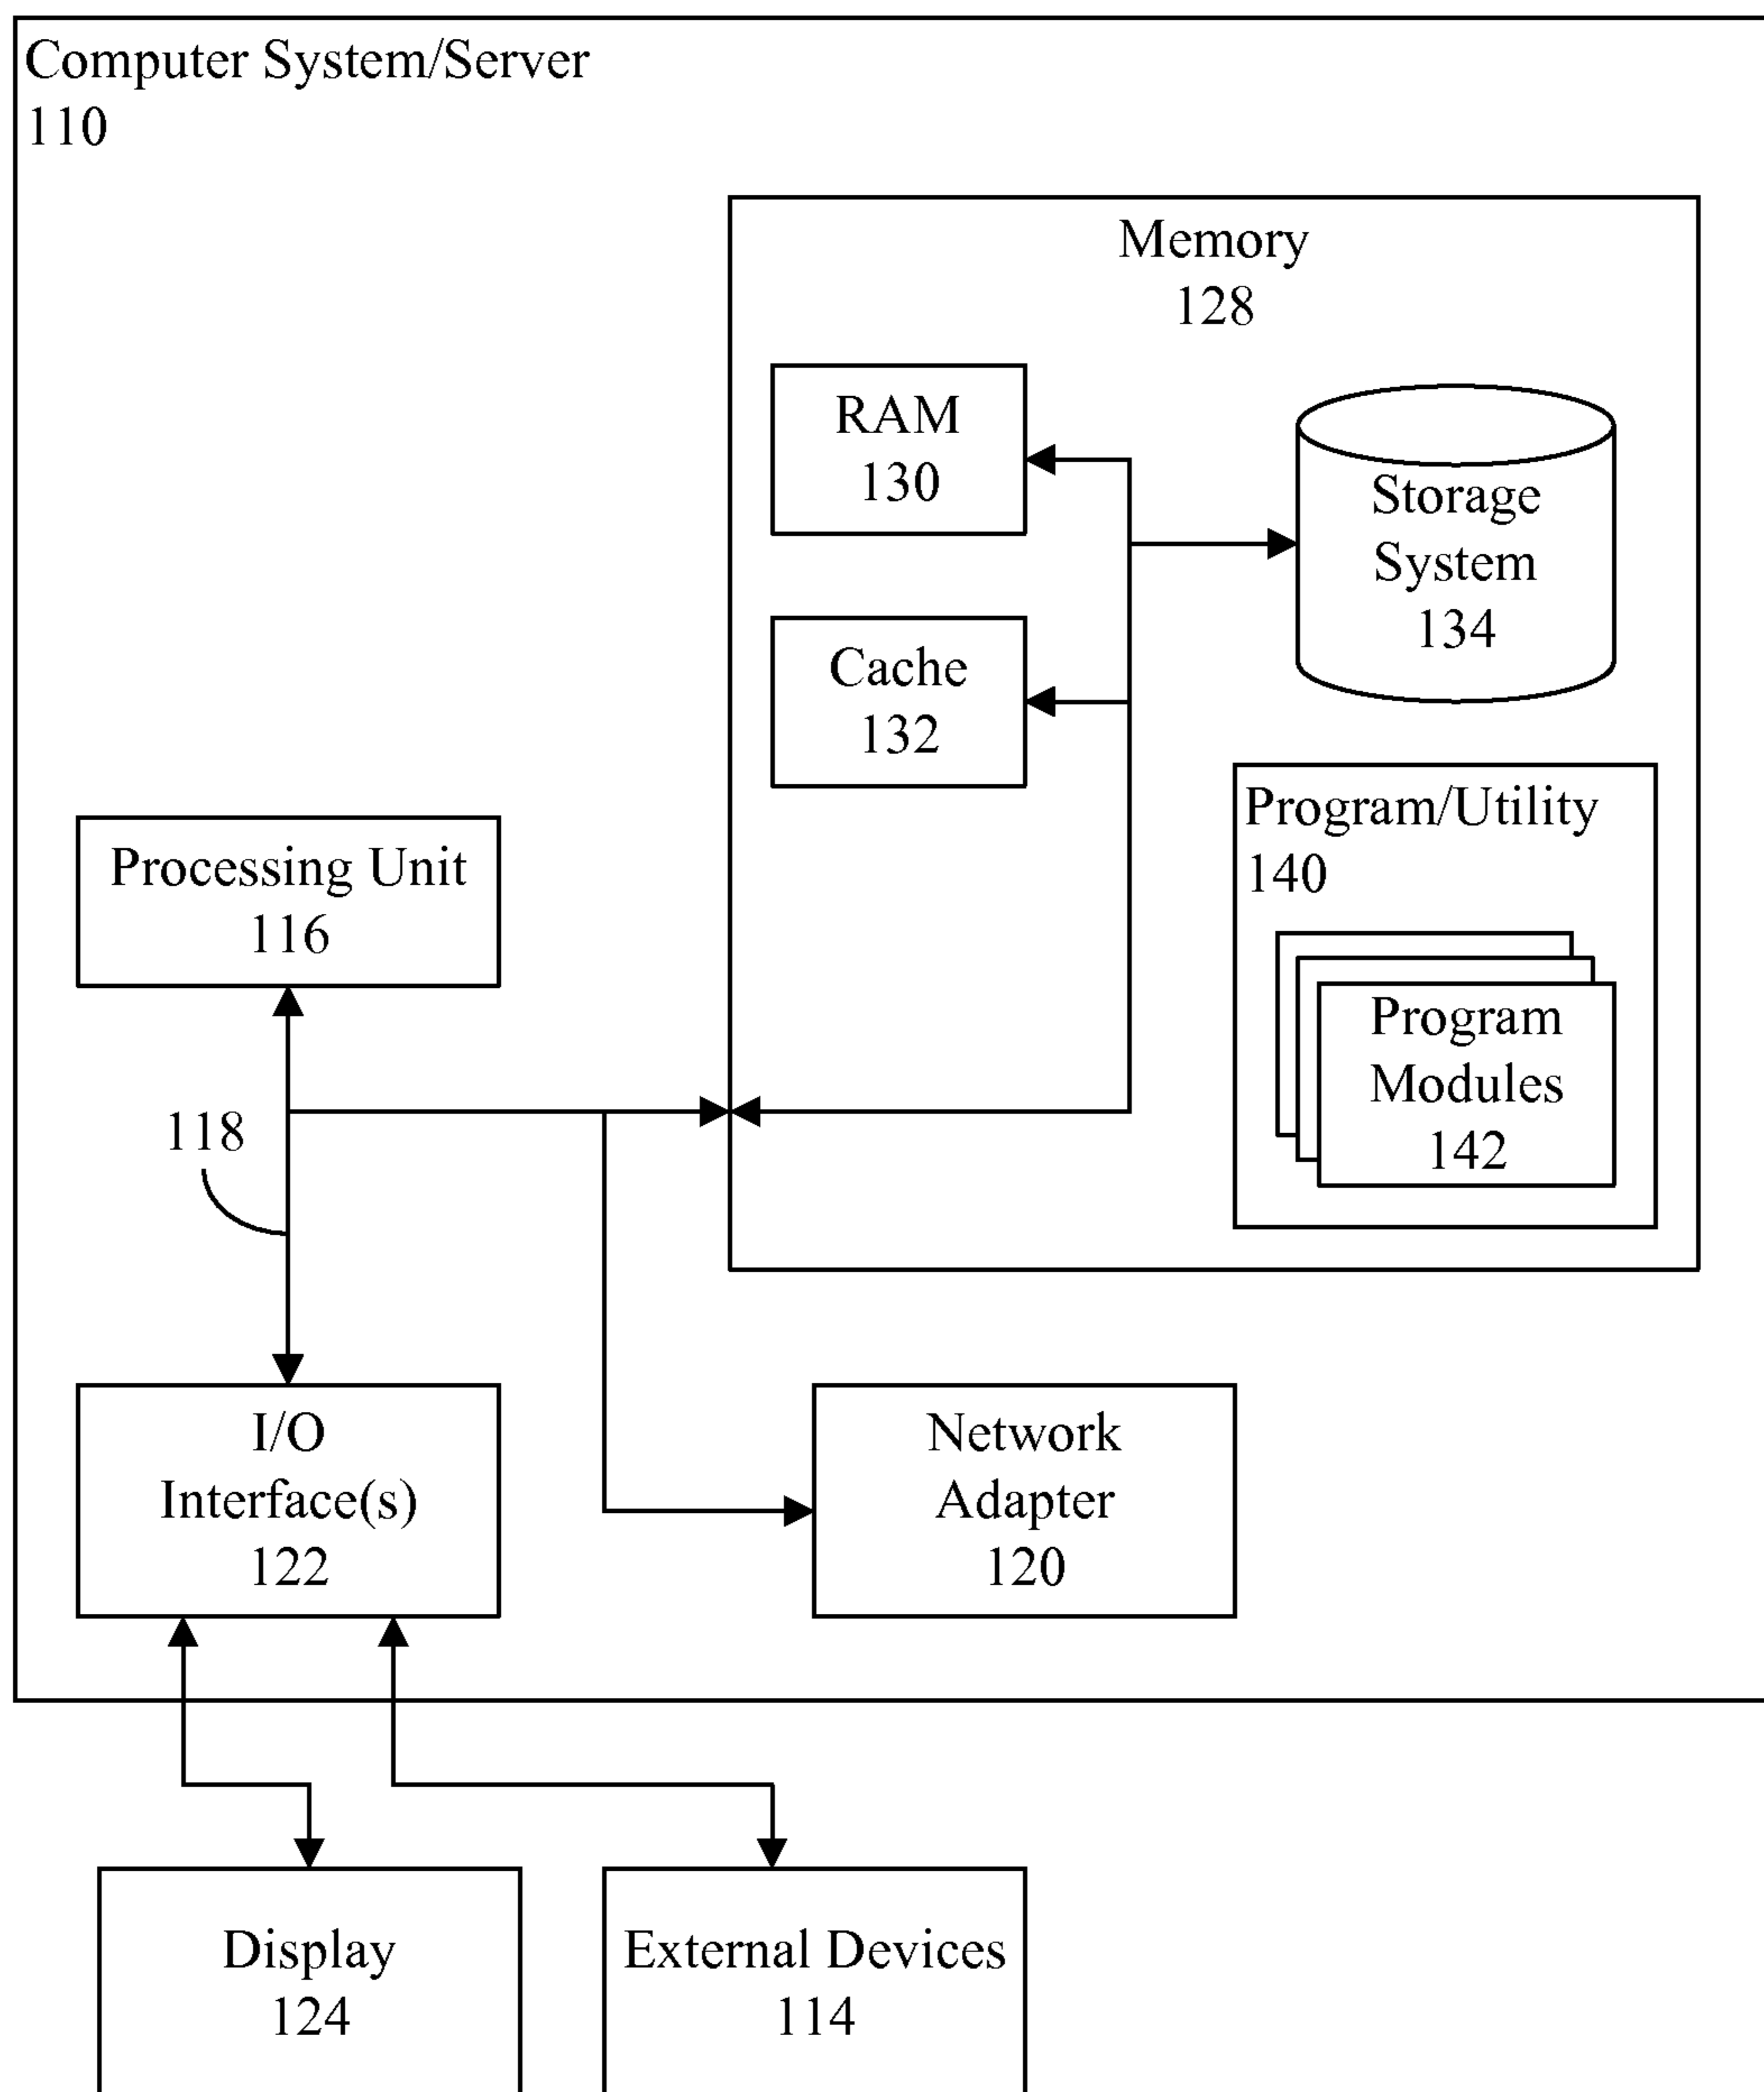 Computer System/Server
110
Memory
128
RAM
130
Storage
System
134
Cache
132
Program/Utility
140
Processing Unit
116
Program
Modules
142
118
I/O
Interface(s)
122
Network
Adapter
120
Display
124
External Devices
114